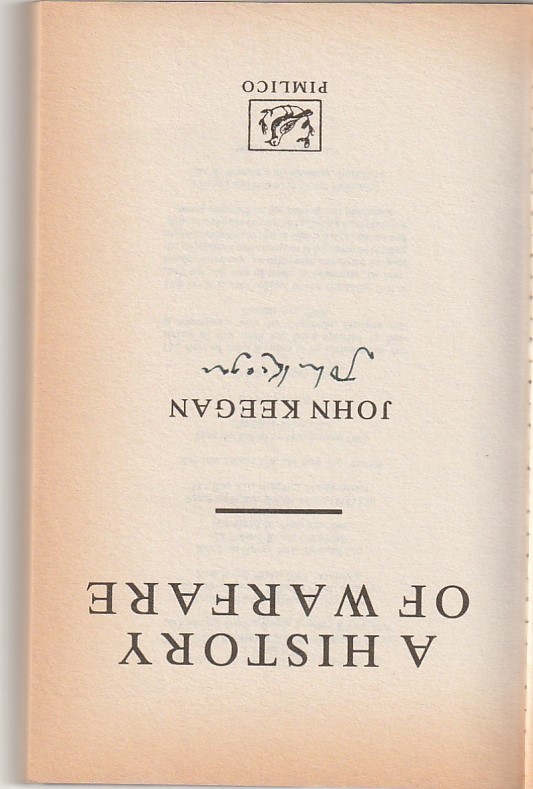 A HISTORY
OF WARFARE
JOHN KEEGAN
John Keegan
PIMLICO